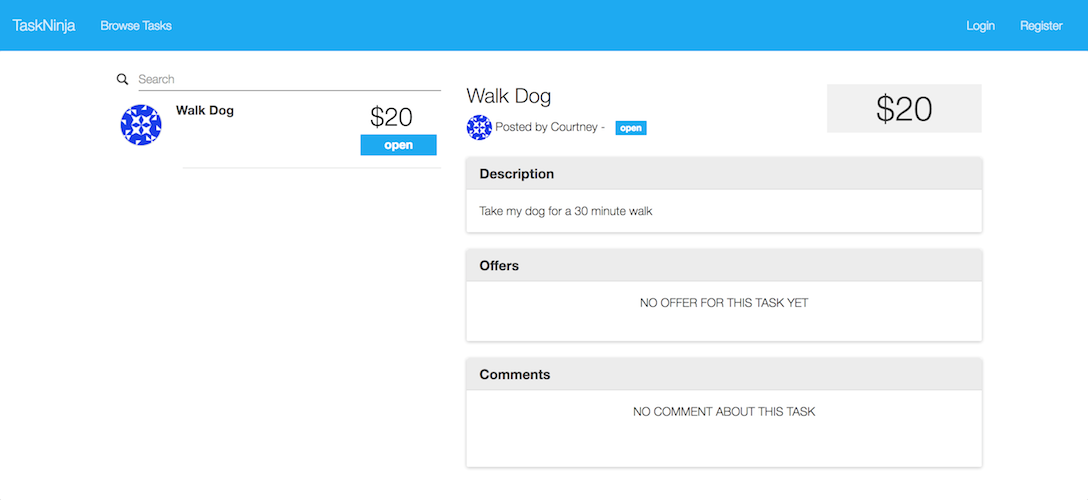 TaskNinja Browse Tasks Login Register
Search
Walk Dog
$20
open
Walk Dog
$20
Posted by Courtney - open
Description
Take my dog for a 30 minute walk
Offers
NO OFFER FOR THIS TASK YET
Comments
NO COMMENT ABOUT THIS TASK